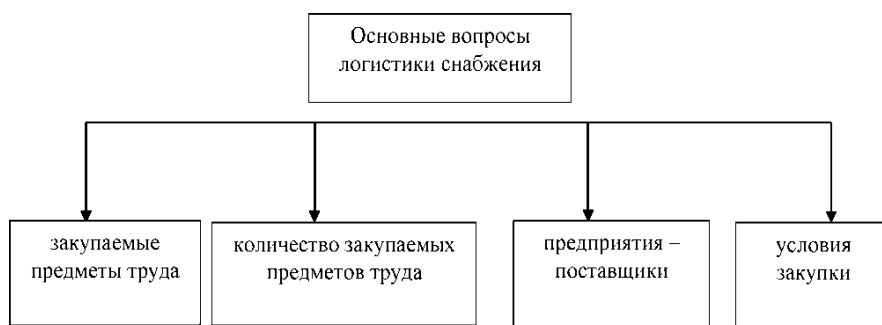 Основные вопросы
логистики снабжения
закупаемые
предметы труда
количество закупаемых
предметов труда
предприятия –
поставщики
условия
закупки